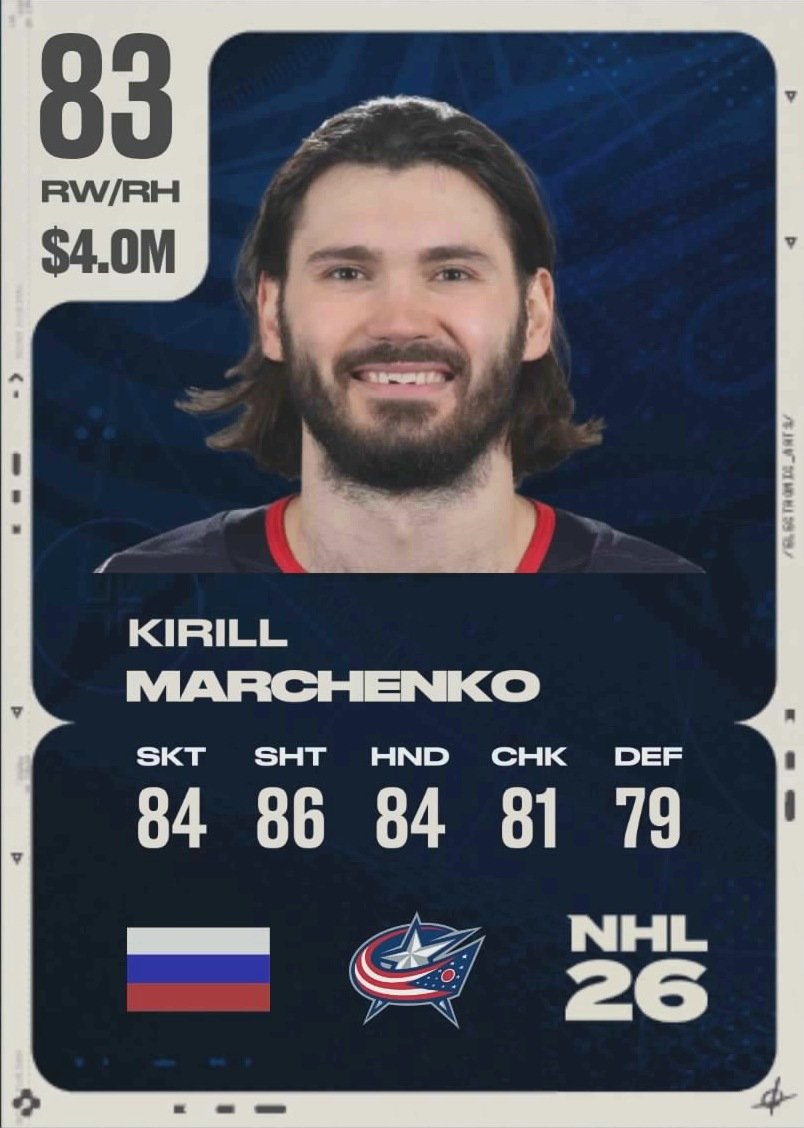 83
RW/RH
$4.0M
KIRILL
MARCHENKO
SKT SHT HND CHK DEF
84 86 84 81 79
NHL
26
/ELECTRONIC_ARTS/